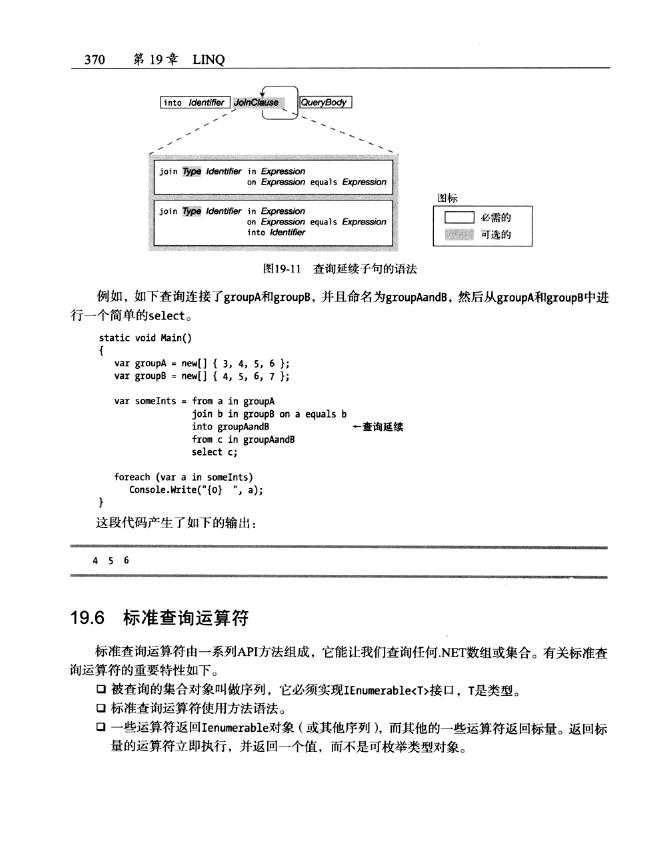 370 第19章 LINQ
into Identifier JoinClause QueryBody
join Type Identifier in Expression
on Expression equals Expression
join Type Identifier in Expression
on Expression equals Expression
into Identifier
图标
必需的
可选的
图19-11 查询延续子句的语法
例如，如下查询连接了groupA和groupB，并且命名为groupAandB，然后从groupA和groupB中进
行一个简单的select。
static void Main()
{
var groupA = new[] { 3, 4, 5, 6 };
var groupB = new[] { 4, 5, 6, 7 };
var someInts = from a in groupA
join b in groupB on a equals b
into groupAandB ←查询延续
from c in groupAandB
select c;
foreach (var a in someInts)
Console.Write("{0} ", a);
}
这段代码产生了如下的输出：
4 5 6
19.6 标准查询运算符
标准查询运算符由一系列API方法组成，它能让我们查询任何.NET数组或集合。有关标准查
询运算符的重要特性如下。
被查询的集合对象叫做序列，它必须实现IEnumerable<T>接口，T是类型。
标准查询运算符使用方法语法。
一些运算符返回Ienumerable对象（或其他序列），而其他的一些运算符返回标量。返回标
量的运算符立即执行，并返回一个值，而不是可枚举类型对象。